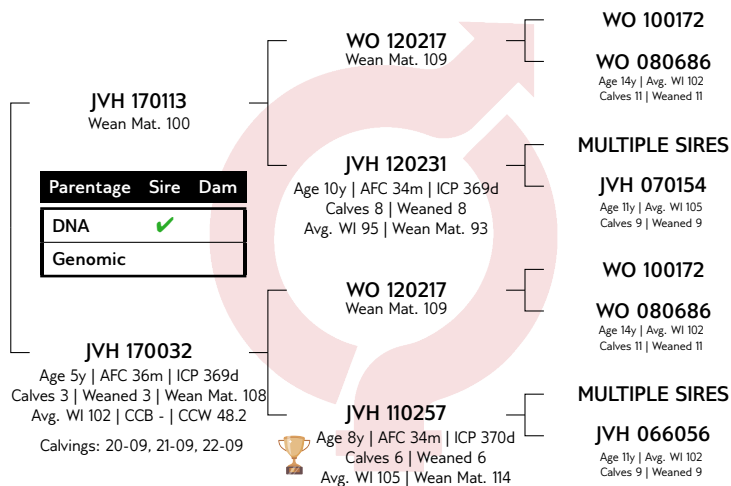 JVH 170113
Wean Mat. 100
Parentage Sire Dam
DNA ✔
Genomic
JVH 170032
Age 5y | AFC 36m | ICP 369d
Calves 3 | Weaned 3 | Wean Mat. 108
Avg. WI 102 | CCB - | CCW 48.2
Calvings: 20-09, 21-09, 22-09
WO 120217
Wean Mat. 109
JVH 120231
Age 10y | AFC 34m | ICP 369d
Calves 8 | Weaned 8
Avg. WI 95 | Wean Mat. 93
WO 120217
Wean Mat. 109
JVH 110257
Age 8y | AFC 34m | ICP 370d
Calves 6 | Weaned 6
Avg. WI 105 | Wean Mat. 114
WO 100172
WO 080686
Age 14y | Avg. WI 102
Calves 11 | Weaned 11
MULTIPLE SIRES
JVH 070154
Age 11y | Avg. WI 105
Calves 9 | Weaned 9
WO 100172
WO 080686
Age 14y | Avg. WI 102
Calves 11 | Weaned 11
MULTIPLE SIRES
JVH 066056
Age 11y | Avg. WI 102
Calves 9 | Weaned 9